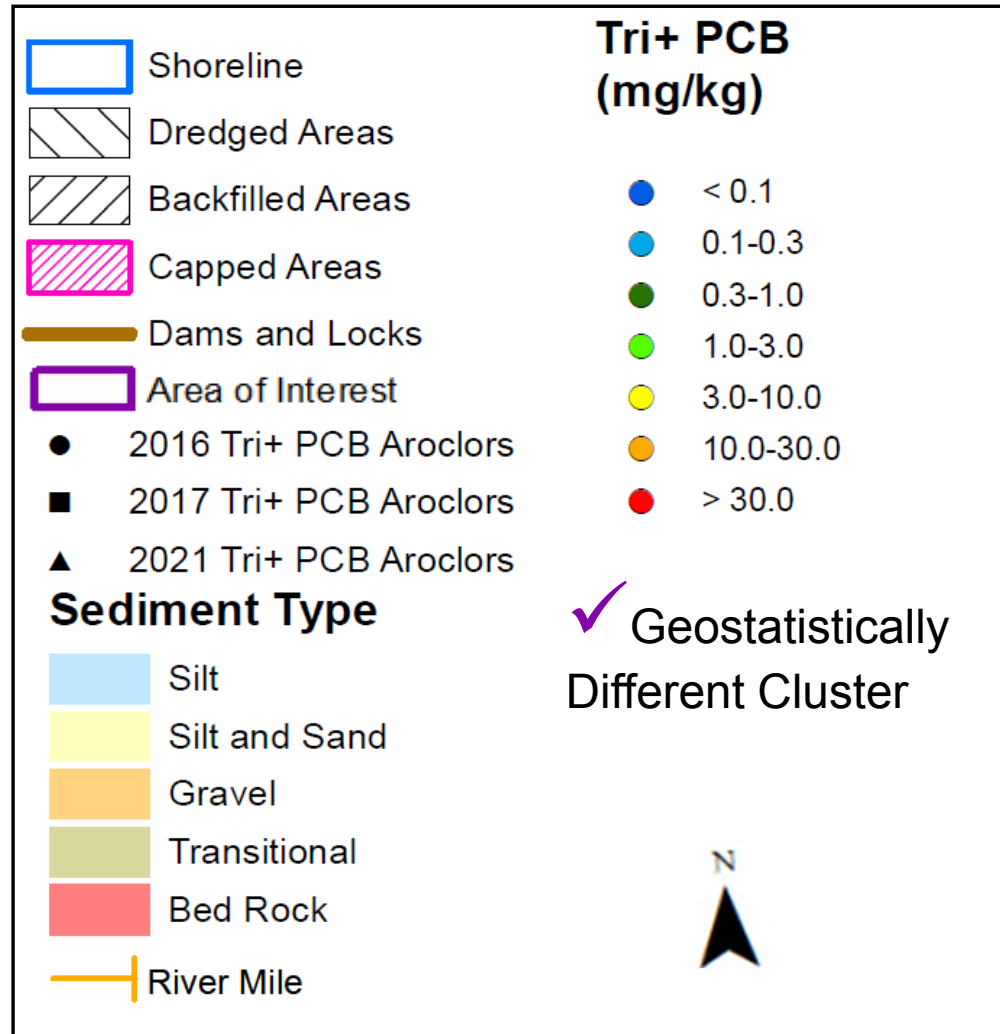 Shoreline
Dredged Areas
Backfilled Areas
Capped Areas
Dams and Locks
Area of Interest
2016 Tri+ PCB Aroclors
2017 Tri+ PCB Aroclors
2021 Tri+ PCB Aroclors
Sediment Type
Silt
Silt and Sand
Gravel
Transitional
Bed Rock
River Mile
Tri+ PCB
(mg/kg)
< 0.1
0.1-0.3
0.3-1.0
1.0-3.0
3.0-10.0
10.0-30.0
> 30.0
Geostatistically
Different Cluster
N